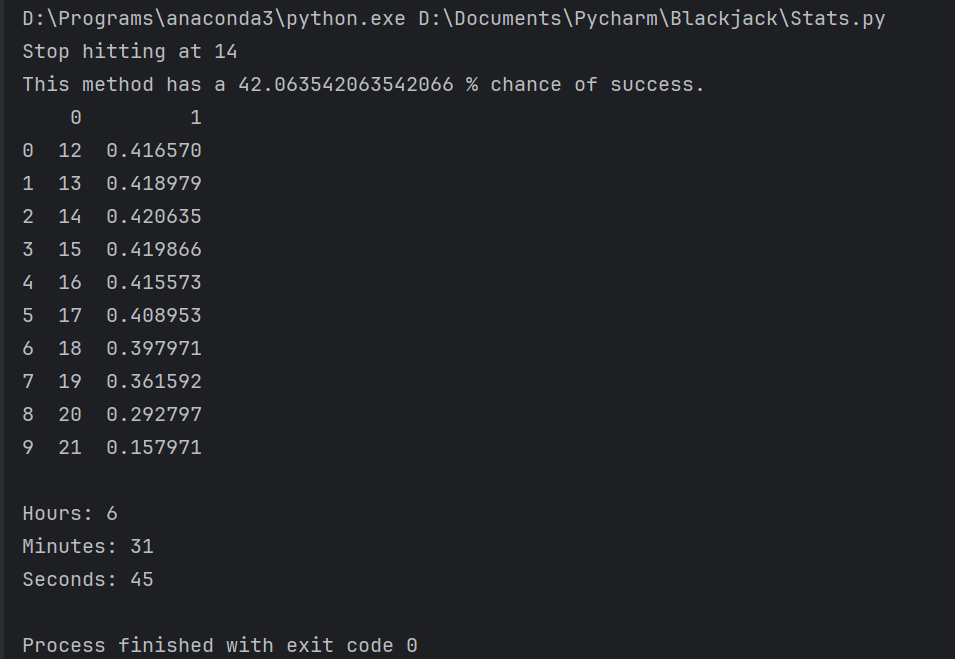 D:\Programs\anaconda3\python.exe D:\Documents\Pycharm\Blackjack\Stats.py
Stop hitting at 14
This method has a 42.063542063542066 % chance of success.
    0         1
0  12  0.416570
1  13  0.418979
2  14  0.420635
3  15  0.419866
4  16  0.415573
5  17  0.408953
6  18  0.397971
7  19  0.361592
8  20  0.292797
9  21  0.157971
Hours: 6
Minutes: 31
Seconds: 45
Process finished with exit code 0